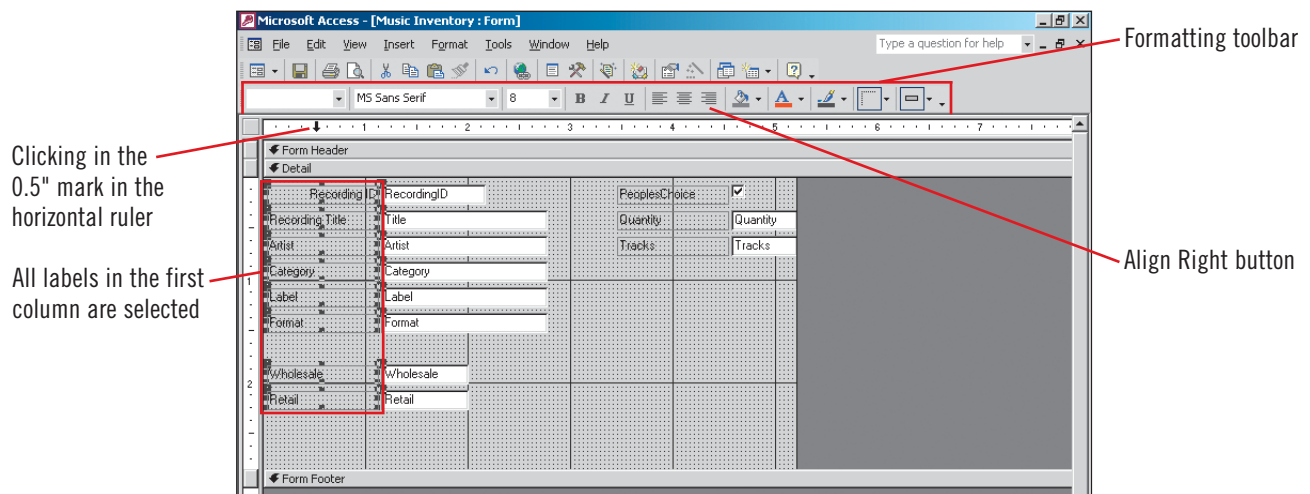 Microsoft Access - [Music Inventory : Form]
File Edit View Insert Format Tools Window Help Type a question for help
MS Sans Serif 8 B I U A
Formatting toolbar
1 2 3 4 5 6 7
Clicking in the
0.5" mark in the
horizontal ruler
Form Header
Detail
Recording ID RecordingID PeoplesChoice
Recording Title Title Quantity Quantity
Artist Artist Tracks Tracks
Align Right button
All labels in the first
column are selected
Category Category
1
Label Label
Format Format
Wholesale Wholesale
2
Retail Retail
Form Footer